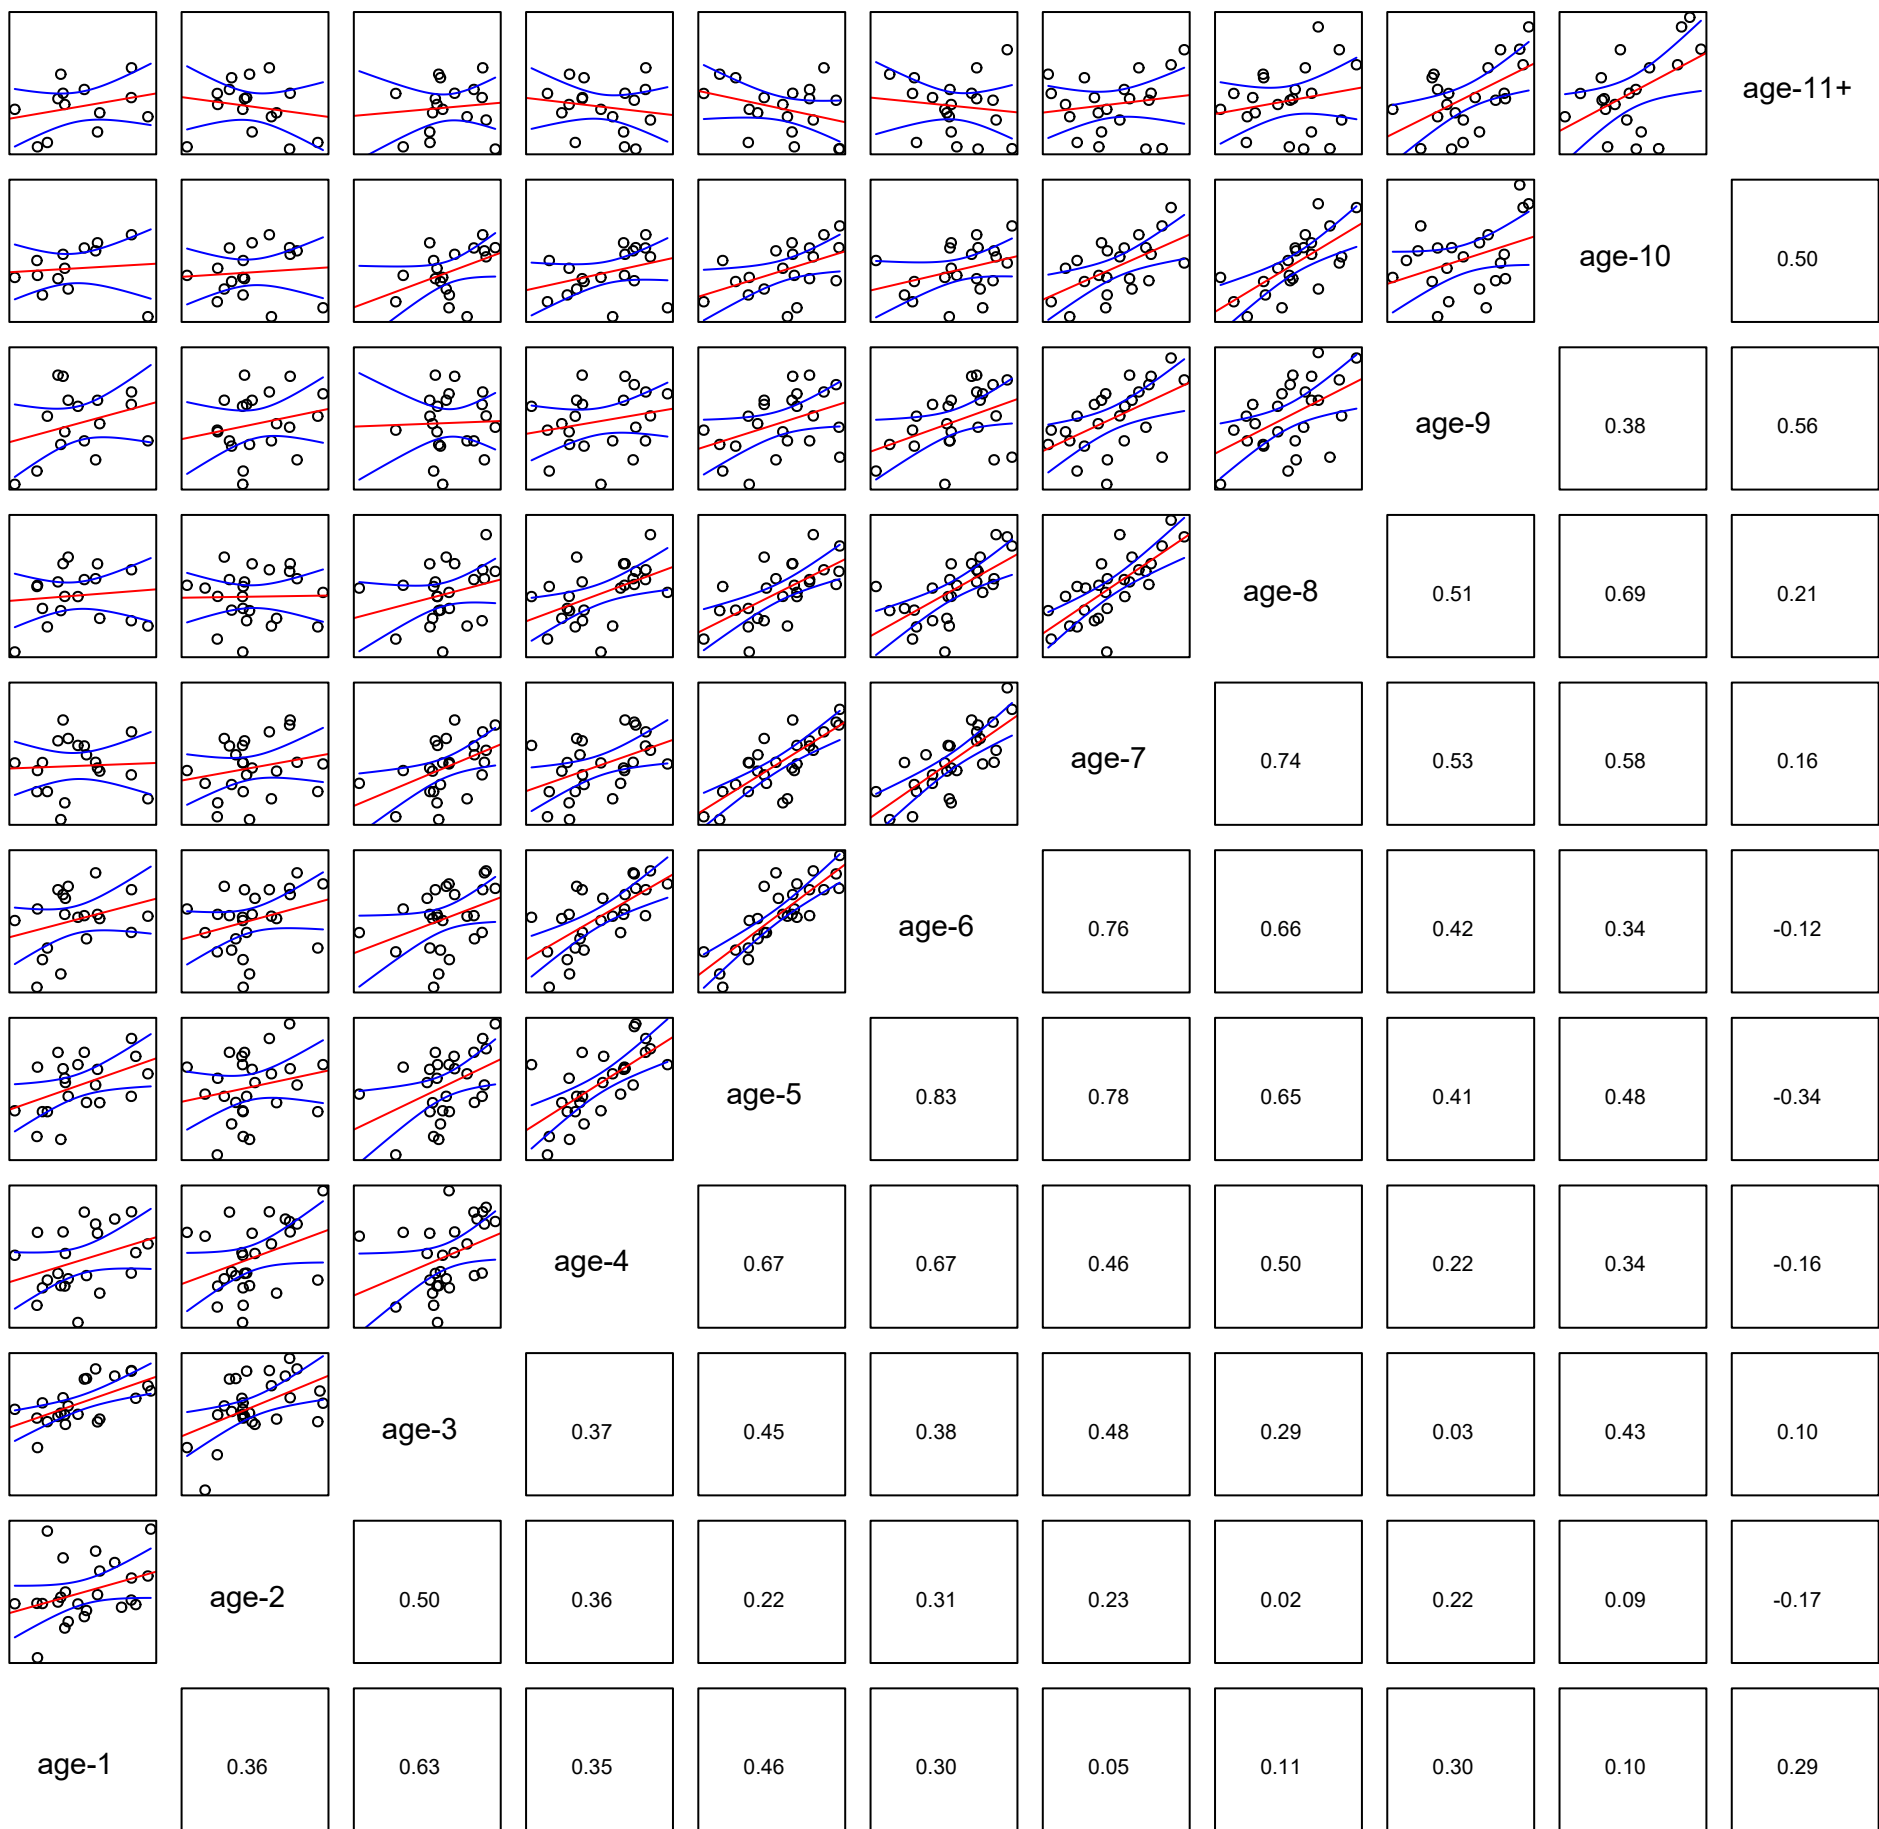 age-11+
age-10 0.50
age-9 0.38 0.56
age-8 0.51 0.69 0.21
age-7 0.74 0.53 0.58 0.16
age-6 0.76 0.66 0.42 0.34 -0.12
age-5 0.83 0.78 0.65 0.41 0.48 -0.34
age-4 0.67 0.67 0.46 0.50 0.22 0.34 -0.16
age-3 0.37 0.45 0.38 0.48 0.29 0.03 0.43 0.10
age-2 0.50 0.36 0.22 0.31 0.23 0.02 0.22 0.09 -0.17
age-1 0.36 0.63 0.35 0.46 0.30 0.05 0.11 0.30 0.10 0.29